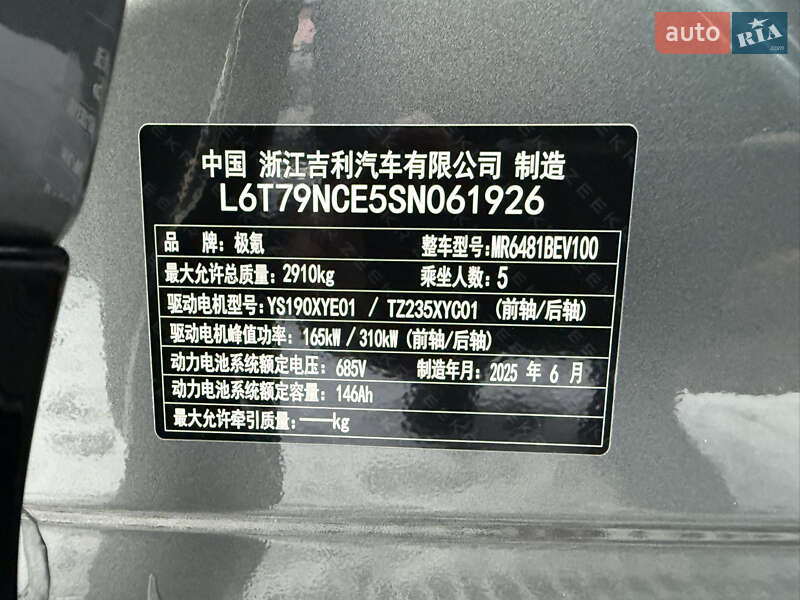 auto RIA
.com
中国 浙江吉利汽车有限公司 制造
L6T79NCE5SN061926
品 牌:极氪 整车型号:MR6481BEV100
最大允许总质量:2910kg 乘坐人数:5
驱动电机型号:YS190XYE01 / TZ235XYC01 (前轴/后轴)
驱动电机峰值功率:165kW / 310kW (前轴/后轴)
动力电池系统额定电压:685V 制造年月:2025 年 6 月
动力电池系统额定容量:146Ah
最大允许牵引质量:——kg